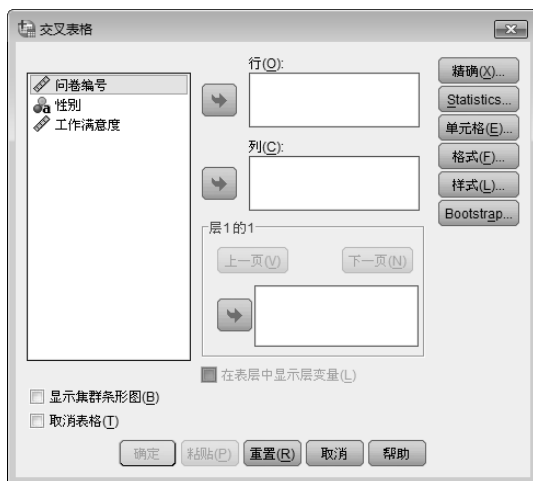 交叉表格
问卷编号
性别
工作满意度
行(O):
列(C):
层1的1
上一页(V)
下一页(N)
在表层中显示层变量(L)
精确(X)...
Statistics...
单元格(E)...
格式(F)...
样式(L)...
Bootstrap...
显示集群条形图(B)
取消表格(T)
确定
粘贴(P)
重置(R)
取消
帮助